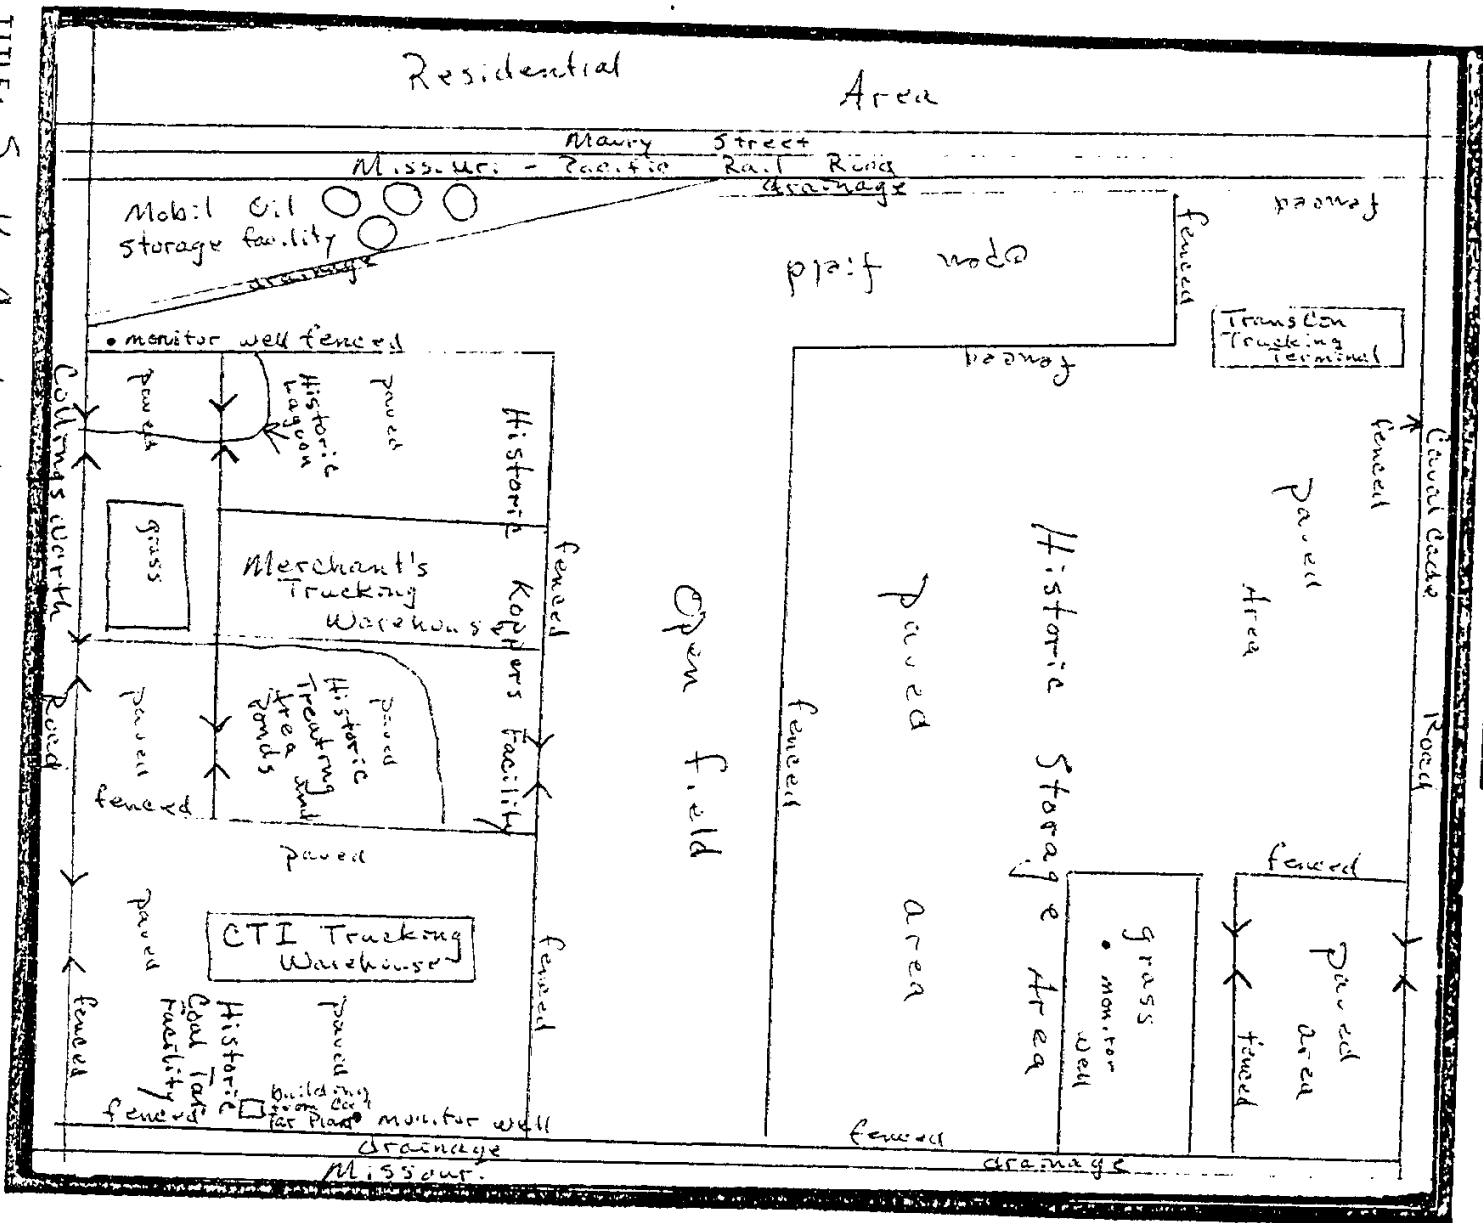 Residential Area
Maury Street
Missouri - Pacific Rail Road
drainage
Mobil Oil
storage facility
drainage
open field
fenced
fenced
TransCon
Trucking
Terminal
fenced
• monitor well fenced
paved
Historic
Lagoon
paved
Historic Koppers Facility
fenced
Collingsworth Road
grass
Merchant's
Trucking
Warehouse
paved
Historic
Treating and
Area
Ponds
paved
fenced
Open field
fenced
paved area
Historic Storage Area
paved
Area
fenced
Caval cade Road
fenced
paved
paved
CTI Trucking
Warehouse
fenced
fenced
Historic
Coal Tar
Facility
paved
building
from Coal
Tar Plant
fenced
• monitor well
drainage
Missouri
grass
• monitor
well
fenced
paved
area
fenced
drainage
TITLE: